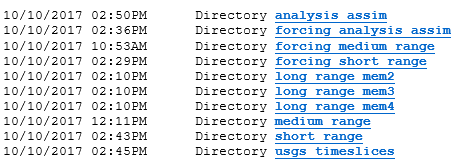 10/10/2017 02:50PM Directory analysis assim
10/10/2017 02:36PM Directory forcing analysis assim
10/10/2017 10:53AM Directory forcing medium range
10/10/2017 02:29PM Directory forcing short range
10/10/2017 02:10PM Directory long range mem2
10/10/2017 02:10PM Directory long range mem3
10/10/2017 02:10PM Directory long range mem4
10/10/2017 12:11PM Directory medium range
10/10/2017 02:43PM Directory short range
10/10/2017 02:45PM Directory usgs timeslices